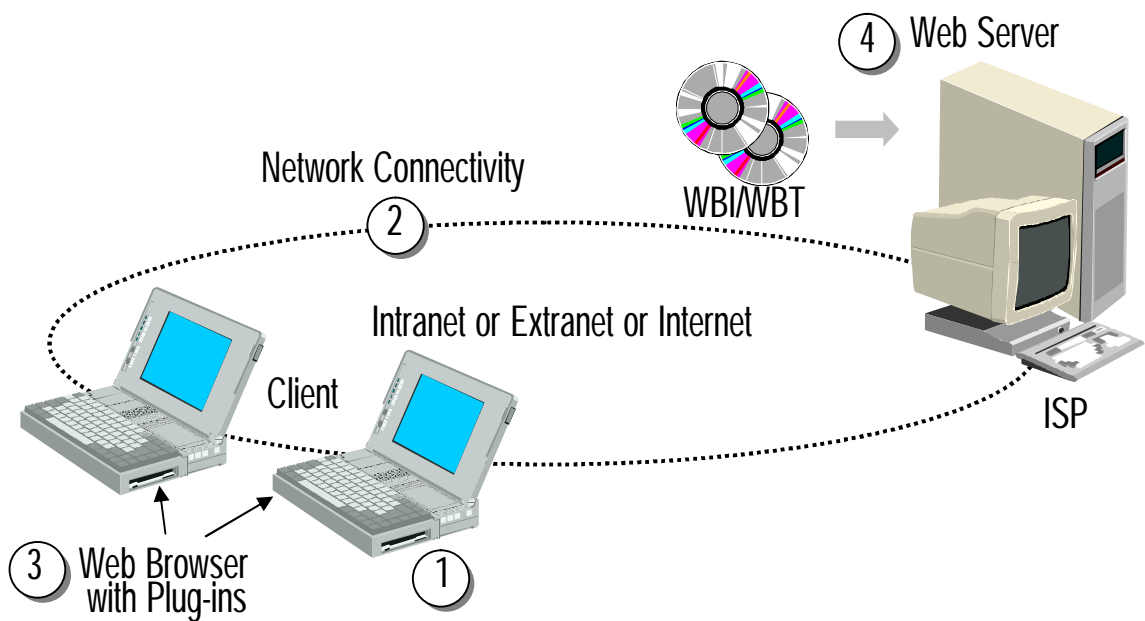 4 Web Server
WBI/WBT
Network Connectivity
2
Intranet or Extranet or Internet
Client
ISP
3 Web Browser
with Plug-ins
1